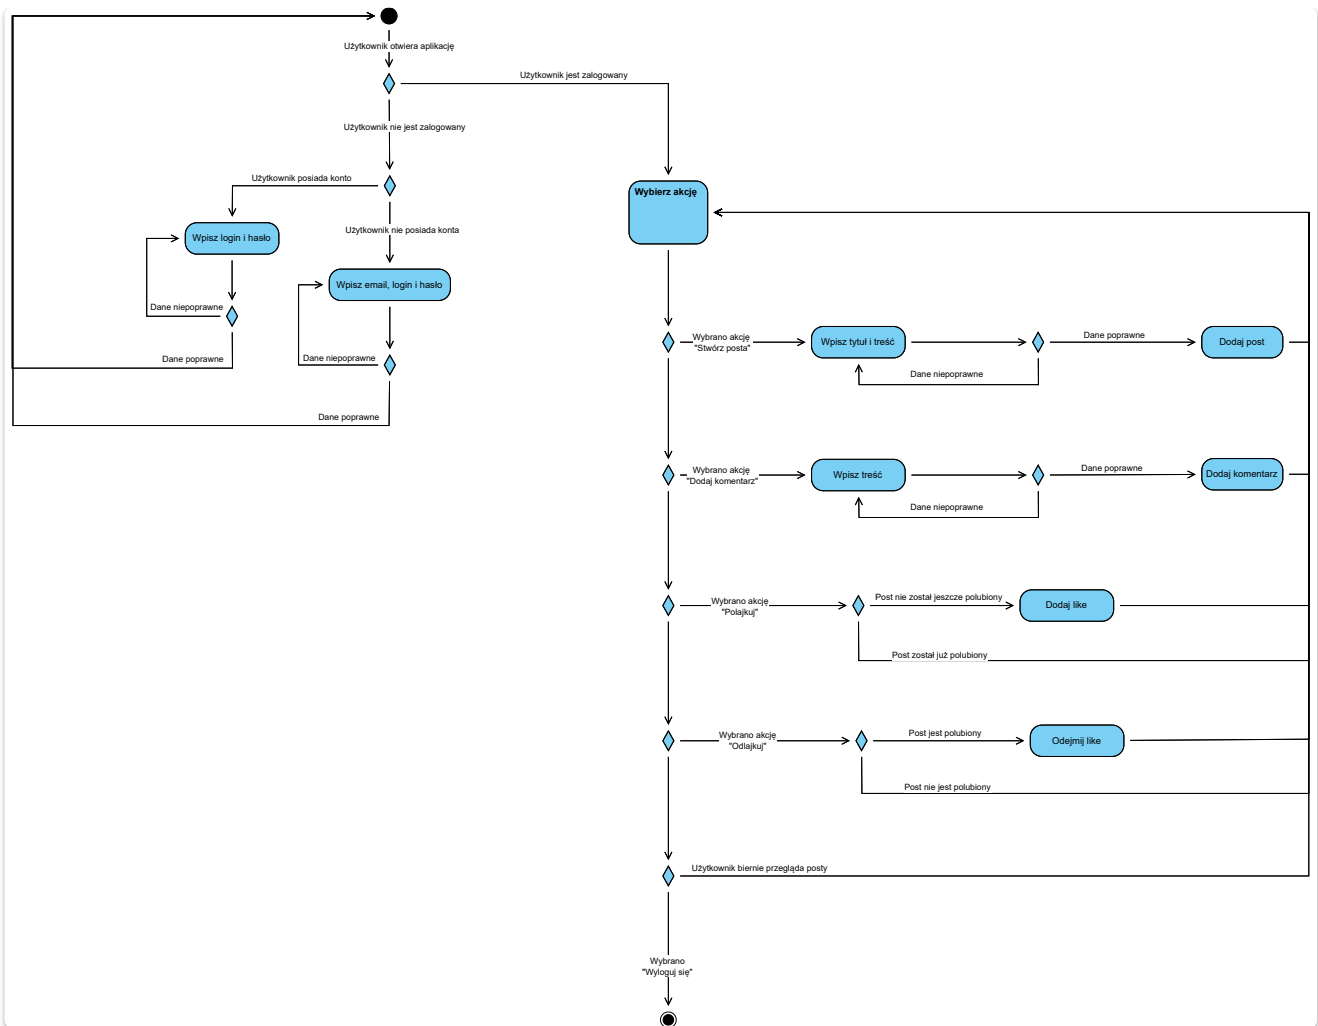 Użytkownik otwiera aplikację
Użytkownik jest zalogowany
Użytkownik nie jest zalogowany
Użytkownik posiada konto
Wpisz login i hasło
Użytkownik nie posiada konta
Wpisz email, login i hasło
Dane niepoprawne
Dane poprawne
Dane niepoprawne
Dane poprawne
Wybierz akcję
Wybrano akcję
"Stwórz posta"
Wpisz tytuł i treść
Dane poprawne
Dodaj post
Dane niepoprawne
Wybrano akcję
"Dodaj komentarz"
Wpisz treść
Dane poprawne
Dodaj komentarz
Dane niepoprawne
Wybrano akcję
"Polajkuj"
Post nie został jeszcze polubiony
Dodaj like
Post został już polubiony
Wybrano akcję
"Odlajkuj"
Post jest polubiony
Odejmij like
Post nie jest polubiony
Użytkownik biernie przegląda posty
Wybrano
"Wyloguj się"